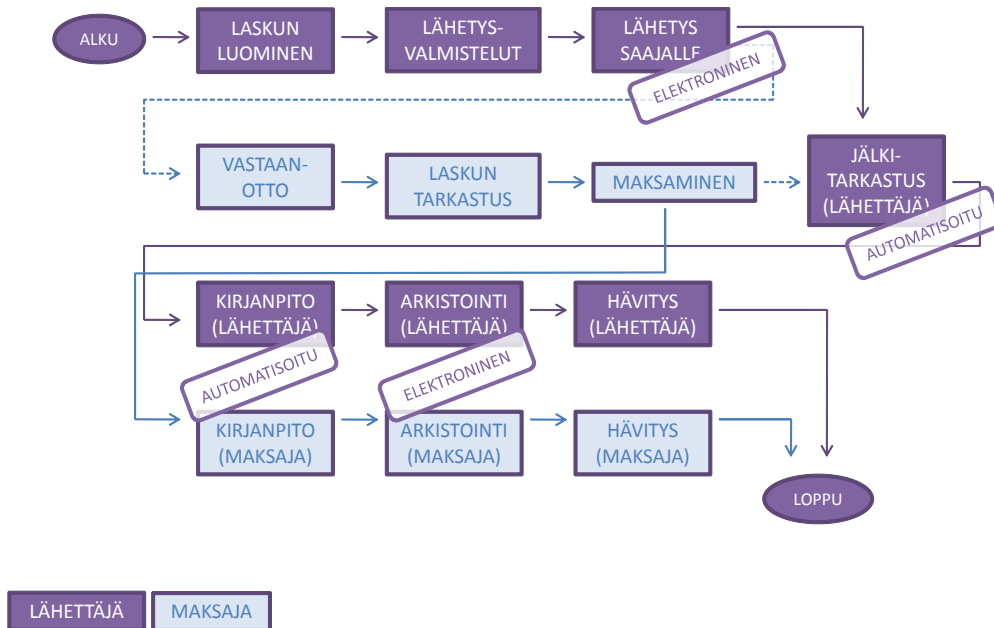 ALKU
LASKUN
LUOMINEN
LÄHETYS-
VALMISTELUT
LÄHETYS
SAAJALLE
ELEKTRONINEN
VASTAAN-
OTTO
LASKUN
TARKASTUS
MAKSAMINEN
JÄLKI-
TARKASTUS
(LÄHETTÄJÄ)
AUTOMATISOITU
KIRJANPITO
(LÄHETTÄJÄ)
ARKISTOINTI
(LÄHETTÄJÄ)
HÄVITYS
(LÄHETTÄJÄ)
AUTOMATISOITU
ELEKTRONINEN
KIRJANPITO
(MAKSAJA)
ARKISTOINTI
(MAKSAJA)
HÄVITYS
(MAKSAJA)
LOPPU
LÄHETTÄJÄ
MAKSAJA